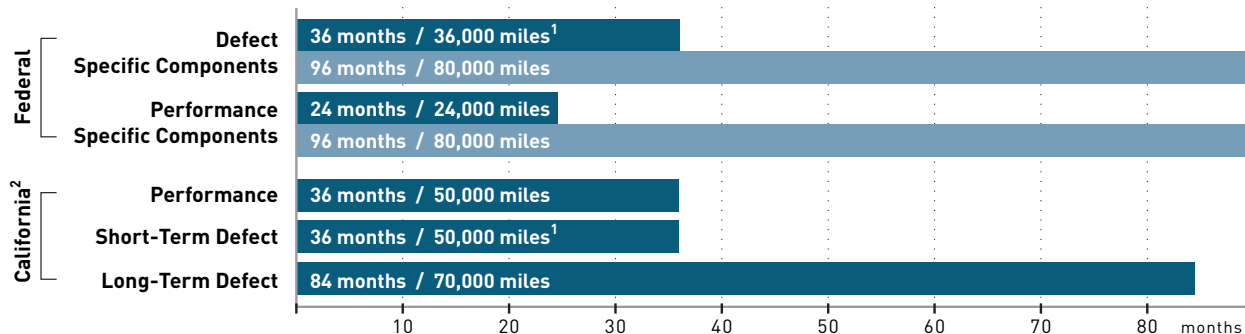 Federal
Defect 36 months / 36,000 miles¹
Specific Components 96 months / 80,000 miles
Performance 24 months / 24,000 miles
Specific Components 96 months / 80,000 miles
California²
Performance 36 months / 50,000 miles
Short-Term Defect 36 months / 50,000 miles¹
Long-Term Defect 84 months / 70,000 miles
10 20 30 40 50 60 70 80 months